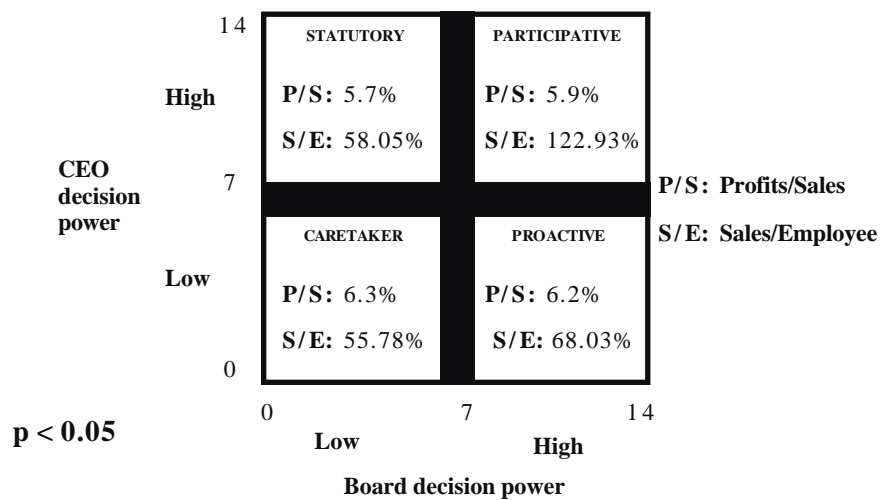 14
STATUTORY
PARTICIPATIVE
High
P/S: 5.7%
P/S: 5.9%
S/E: 58.05%
S/E: 122.93%
CEO
decision
power
7
P/S: Profits/Sales
S/E: Sales/Employee
CARETAKER
PROACTIVE
Low
P/S: 6.3%
P/S: 6.2%
S/E: 55.78%
S/E: 68.03%
0
0
7
14
p < 0.05
Low
High
Board decision power